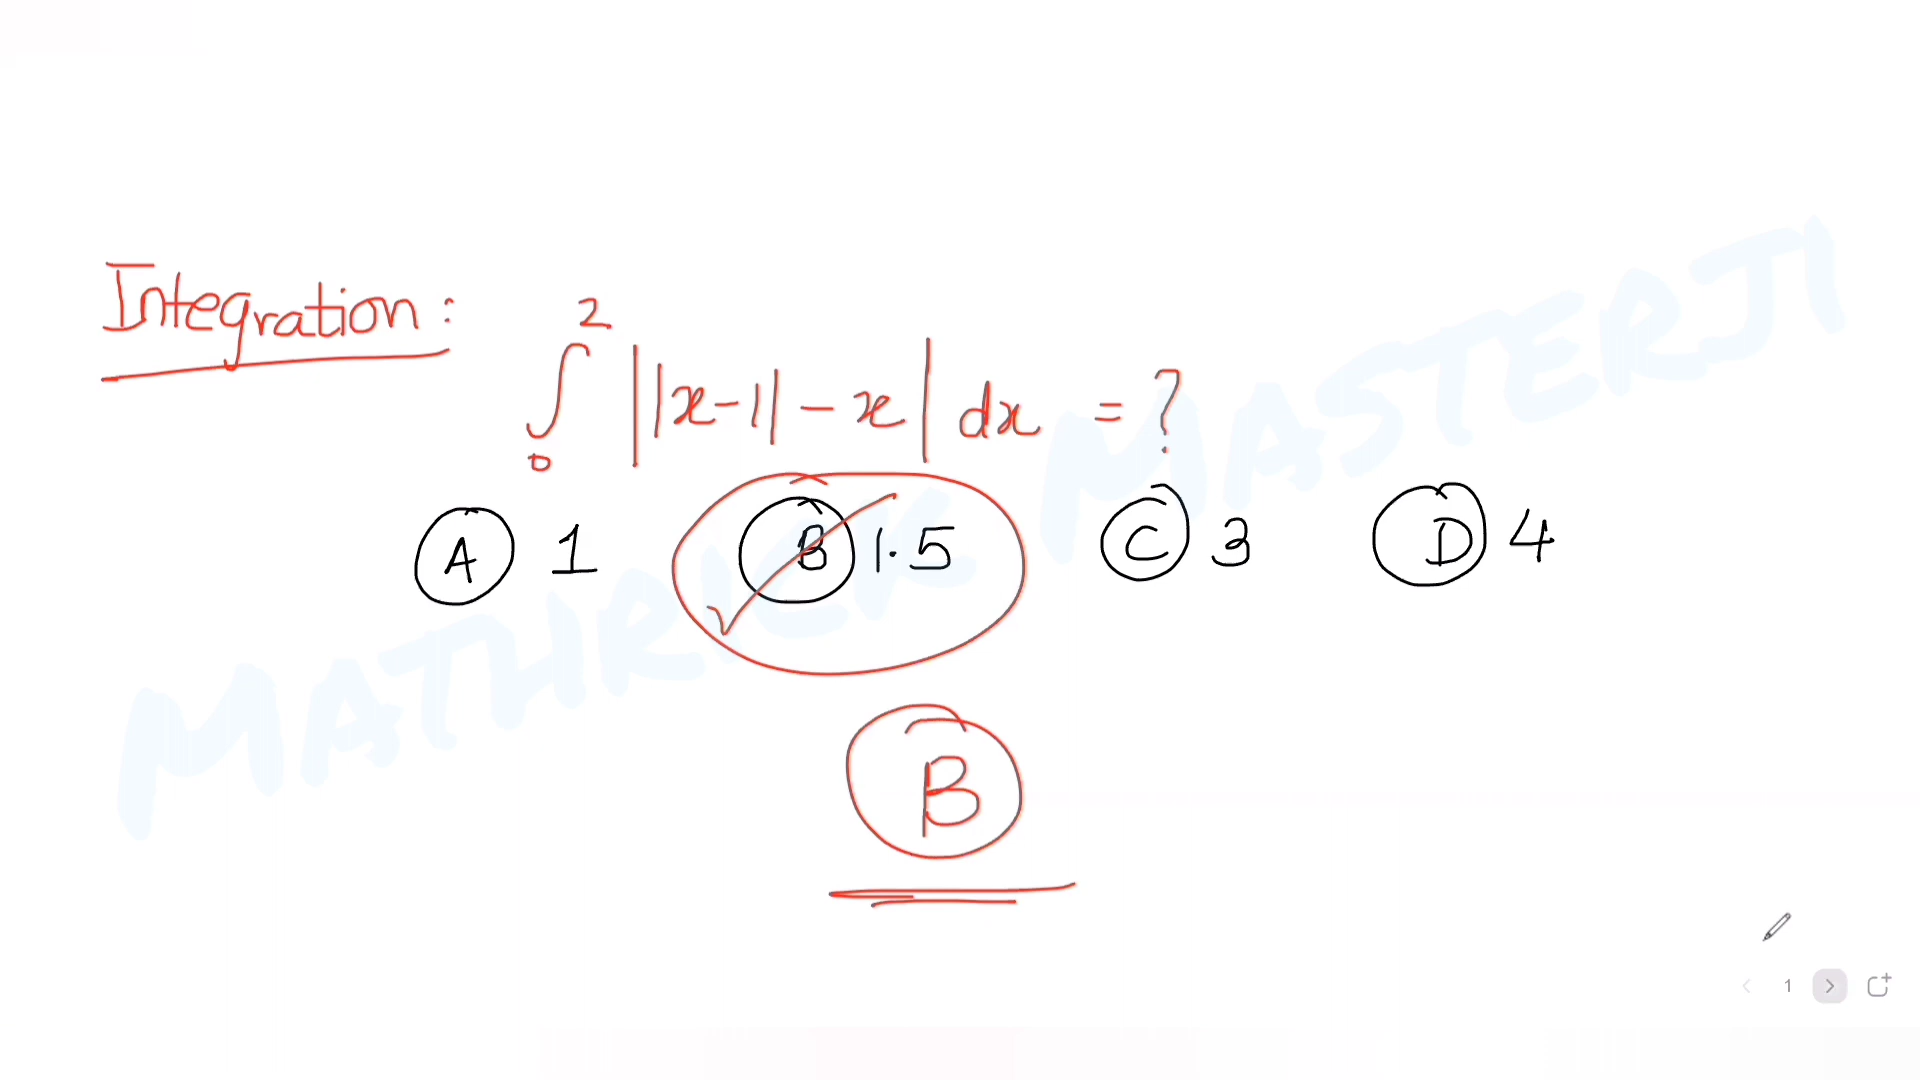 Integration:
∫₀² ||x-1| - x| dx = ?
A 1 B 1.5 C 3 D 4
B
MATHRICK MASTERJI
1